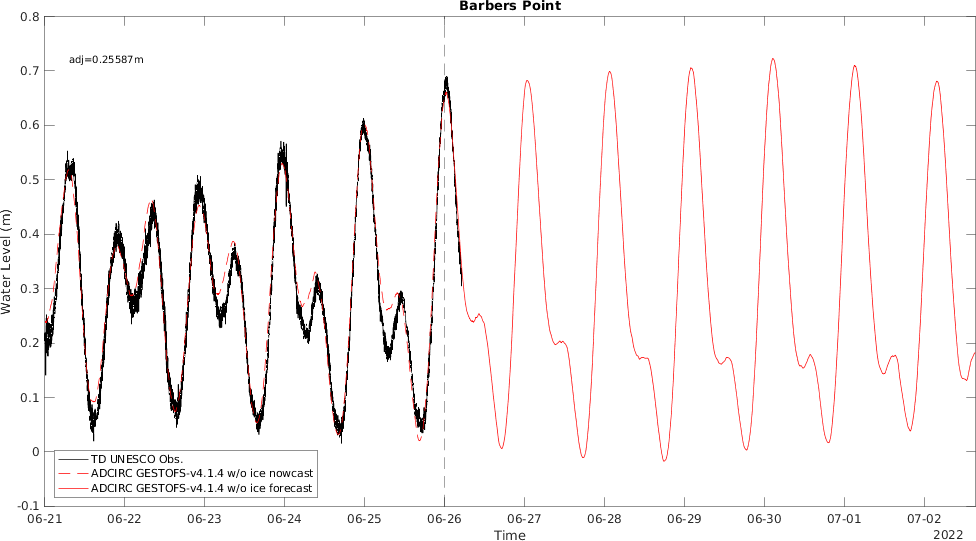 Barbers Point
0.8
0.7
0.6
0.5
0.4
0.3
0.2
0.1
0
-0.1
Water Level (m)
adj=0.25587m
TD UNESCO Obs.
ADCIRC GESTOFS-v4.1.4 w/o ice nowcast
ADCIRC GESTOFS-v4.1.4 w/o ice forecast
06-21 06-22 06-23 06-24 06-25 06-26 06-27 06-28 06-29 06-30 07-01 07-02
Time
2022